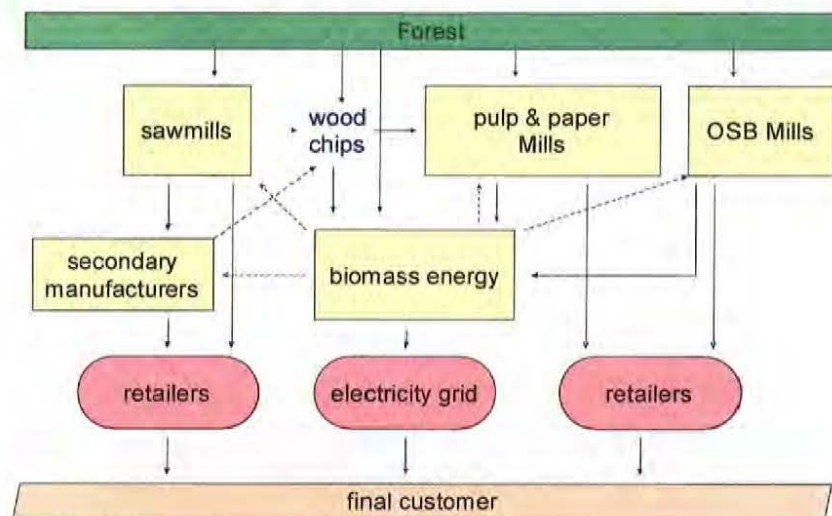 Forest
sawmills
wood
chips
pulp & paper
Mills
OSB Mills
secondary
manufacturers
biomass energy
retailers
electricity grid
retailers
final customer